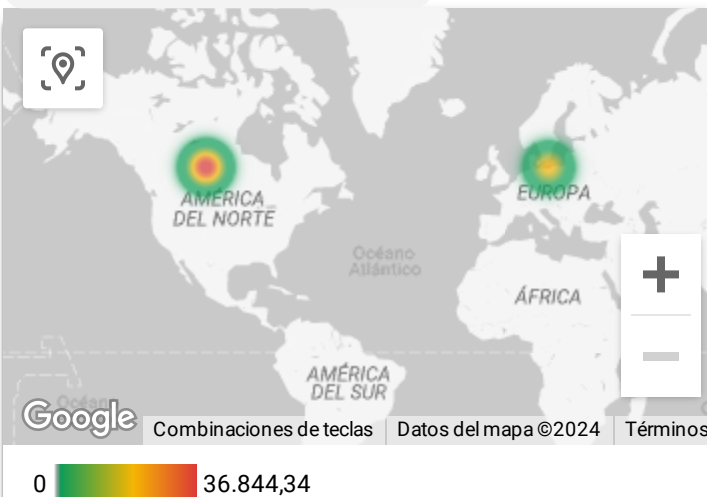 AMÉRICA
DEL NORTE
EUROPA
Océano
Atlántico
ÁFRICA
AMÉRICA
DEL SUR
Océano
Google
Combinaciones de teclas
Datos del mapa ©2024
Términos
0
36.844,34